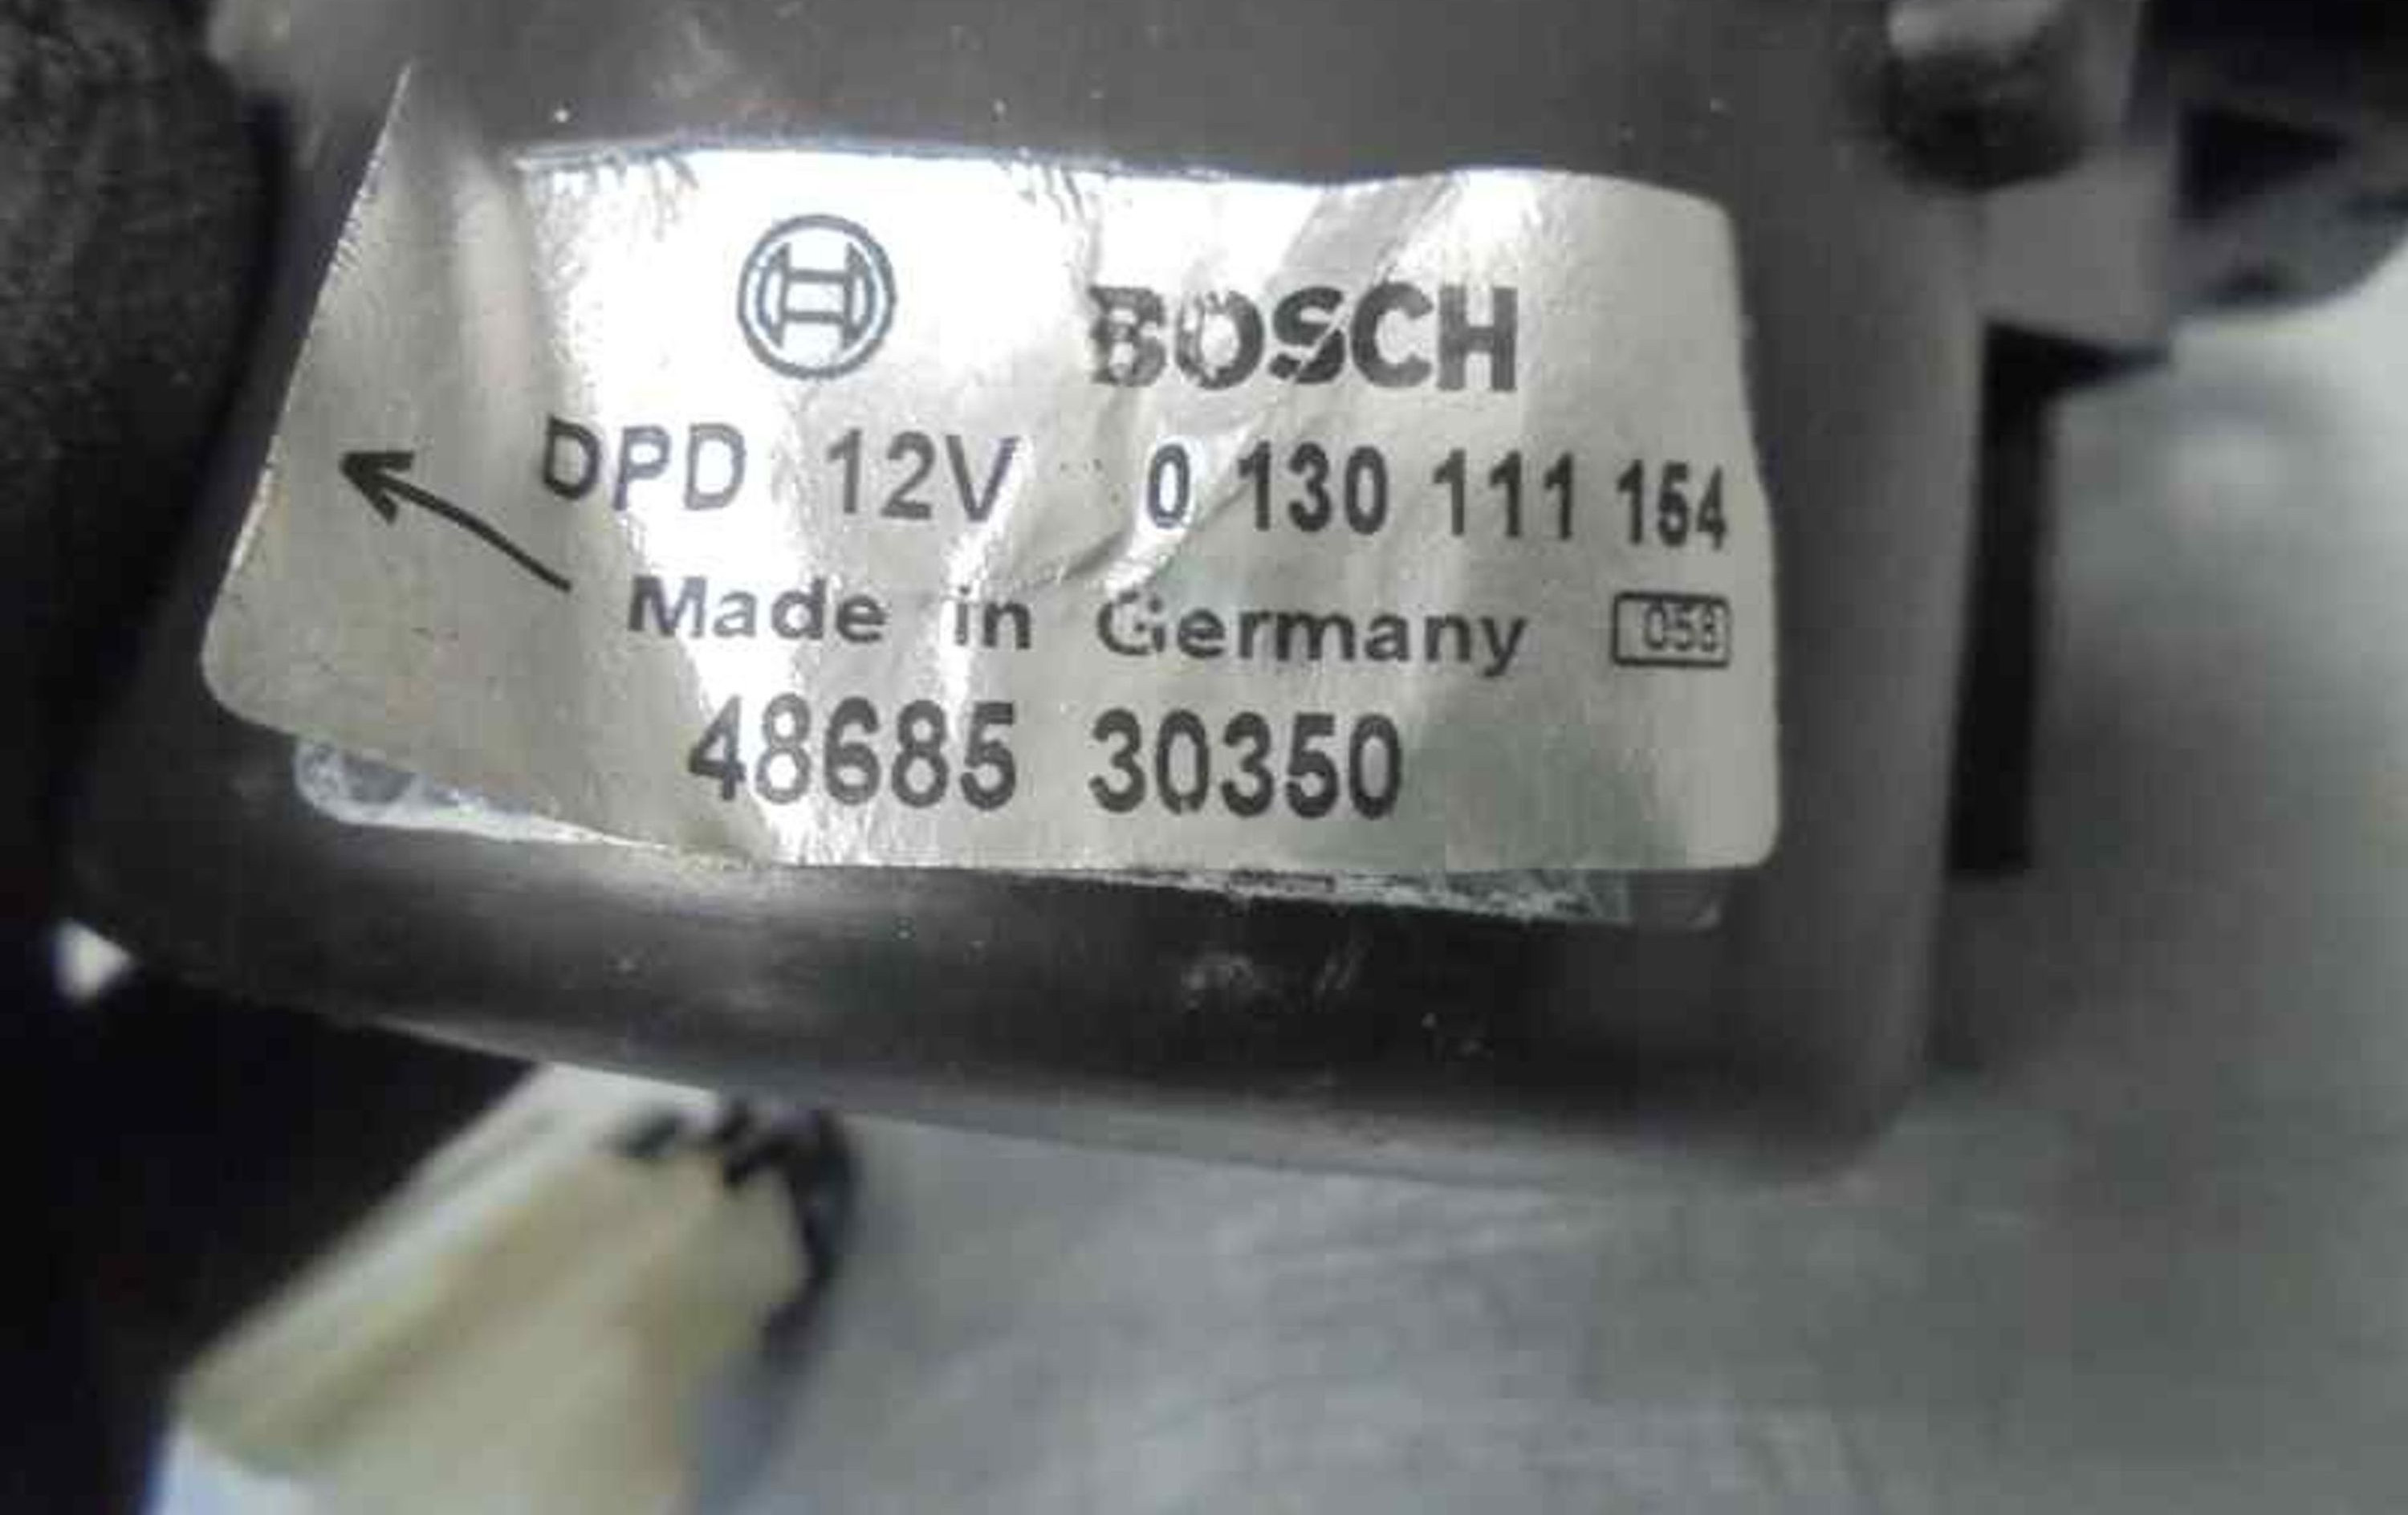 BOSCH
DPD 12V 0 130 111 154
Made in Germany 058
48685 30350